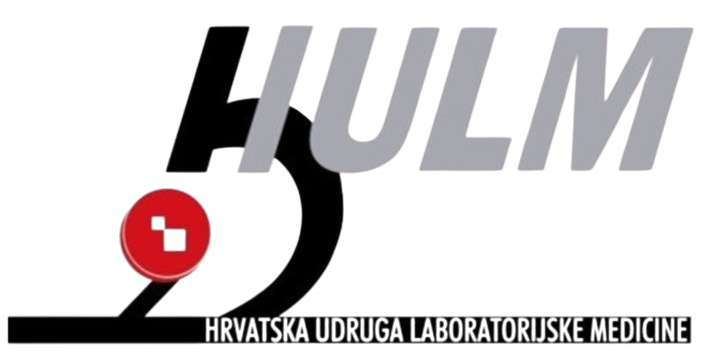 HULM
HRVATSKA UDRUGA LABORATORIJSKE MEDICINE